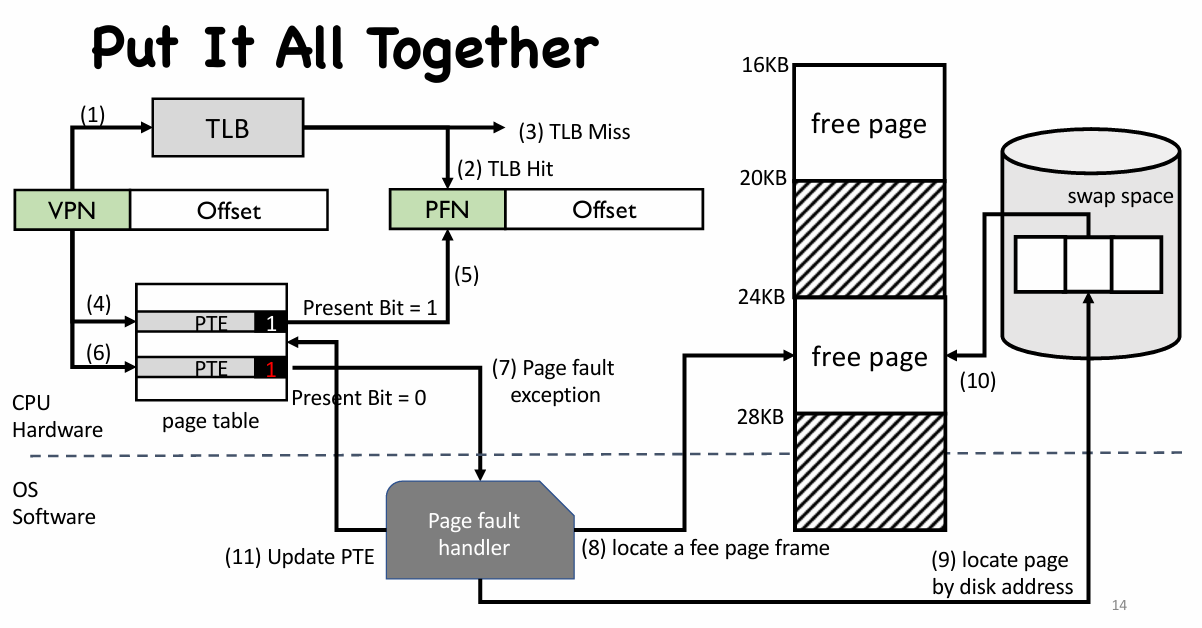 Put It All Together
(1)
TLB
(3) TLB Miss
(2) TLB Hit
VPN
Offset
PFN
Offset
(5)
(4)
PTE
1
Present Bit = 1
(6)
PTE
1
Present Bit = 0
page table
(7) Page fault
exception
CPU
Hardware
OS
Software
Page fault
handler
(11) Update PTE
(8) locate a fee page frame
16KB
free page
20KB
24KB
free page
28KB
swap space
(10)
(9) locate page
by disk address
14